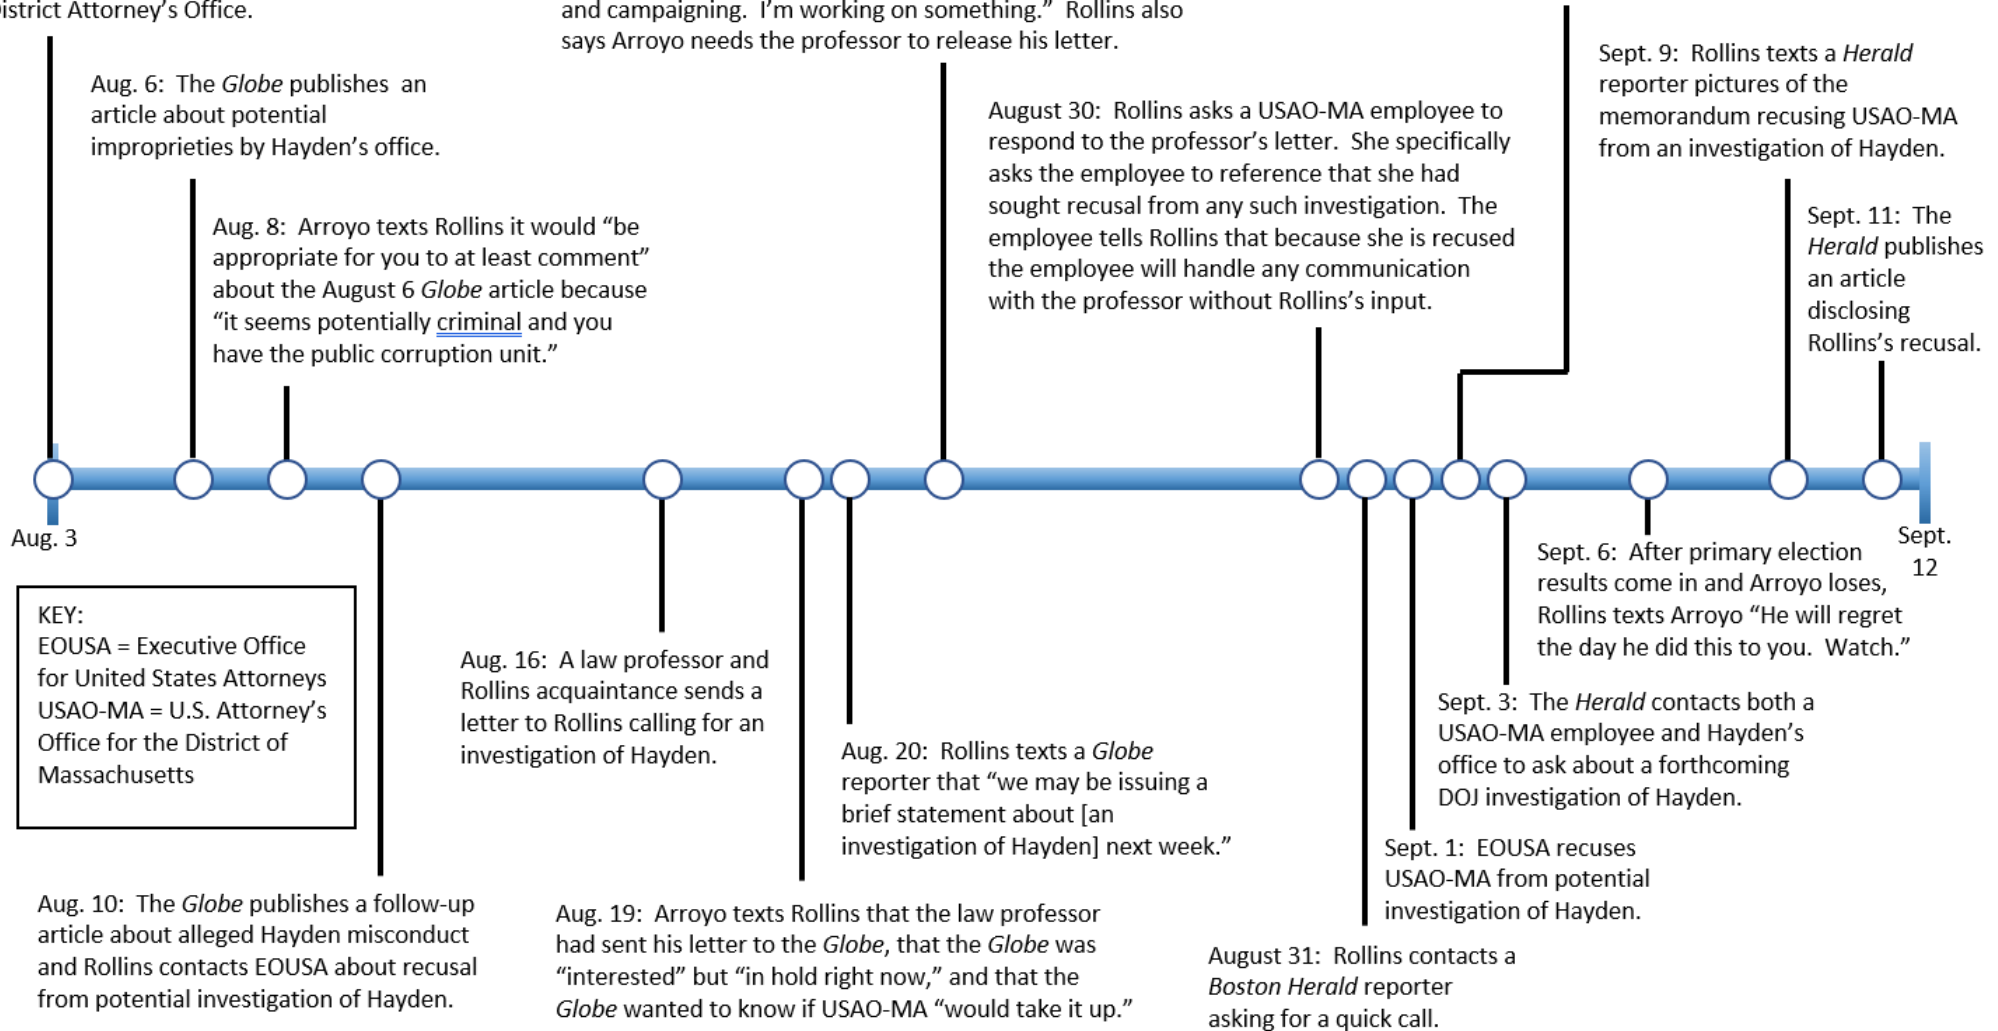 District Attorney’s Office.
and campaigning. I’m working on something.” Rollins also
says Arroyo needs the professor to release his letter.
Aug. 6: The Globe publishes an
article about potential
improprieties by Hayden’s office.
Aug. 8: Arroyo texts Rollins it would “be
appropriate for you to at least comment”
about the August 6 Globe article because
“it seems potentially criminal and you
have the public corruption unit.”
August 30: Rollins asks a USAO-MA employee to
respond to the professor’s letter. She specifically
asks the employee to reference that she had
sought recusal from any such investigation. The
employee tells Rollins that because she is recused
the employee will handle any communication
with the professor without Rollins’s input.
Sept. 9: Rollins texts a Herald
reporter pictures of the
memorandum recusing USAO-MA
from an investigation of Hayden.
Sept. 11: The
Herald publishes
an article
disclosing
Rollins’s recusal.
Aug. 3
Sept.
12
KEY:
EOUSA = Executive Office
for United States Attorneys
USAO-MA = U.S. Attorney’s
Office for the District of
Massachusetts
Aug. 10: The Globe publishes a follow-up
article about alleged Hayden misconduct
and Rollins contacts EOUSA about recusal
from potential investigation of Hayden.
Aug. 16: A law professor and
Rollins acquaintance sends a
letter to Rollins calling for an
investigation of Hayden.
Aug. 19: Arroyo texts Rollins that the law professor
had sent his letter to the Globe, that the Globe was
“interested” but “in hold right now,” and that the
Globe wanted to know if USAO-MA “would take it up.”
Aug. 20: Rollins texts a Globe
reporter that “we may be issuing a
brief statement about [an
investigation of Hayden] next week.”
August 31: Rollins contacts a
Boston Herald reporter
asking for a quick call.
Sept. 1: EOUSA recuses
USAO-MA from potential
investigation of Hayden.
Sept. 3: The Herald contacts both a
USAO-MA employee and Hayden’s
office to ask about a forthcoming
DOJ investigation of Hayden.
Sept. 6: After primary election
results come in and Arroyo loses,
Rollins texts Arroyo “He will regret
the day he did this to you. Watch.”